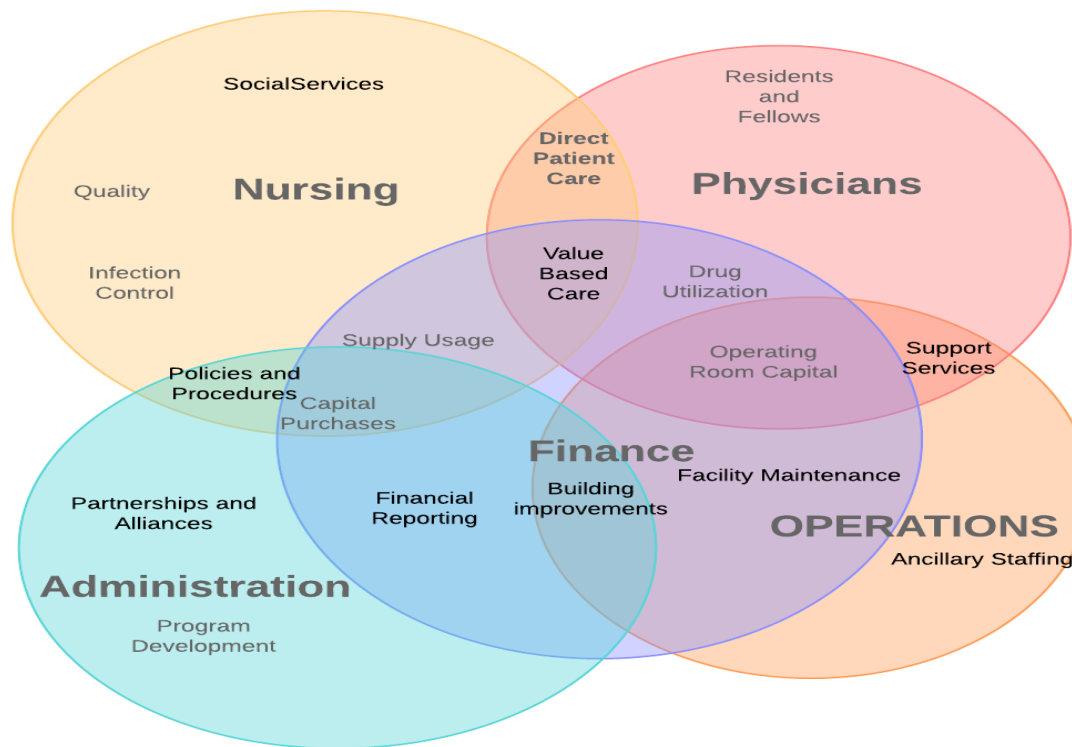 SocialServices
Residents
and
Fellows
Direct
Patient
Care
Quality
Nursing
Physicians
Value
Based
Care
Infection
Control
Drug
Utilization
Supply Usage
Operating
Room Capital
Support
Services
Policies and
Procedures
Capital
Purchases
Finance
Facility Maintenance
Partnerships and
Alliances
Financial
Reporting
Building
improvements
OPERATIONS
Ancillary Staffing
Administration
Program
Development